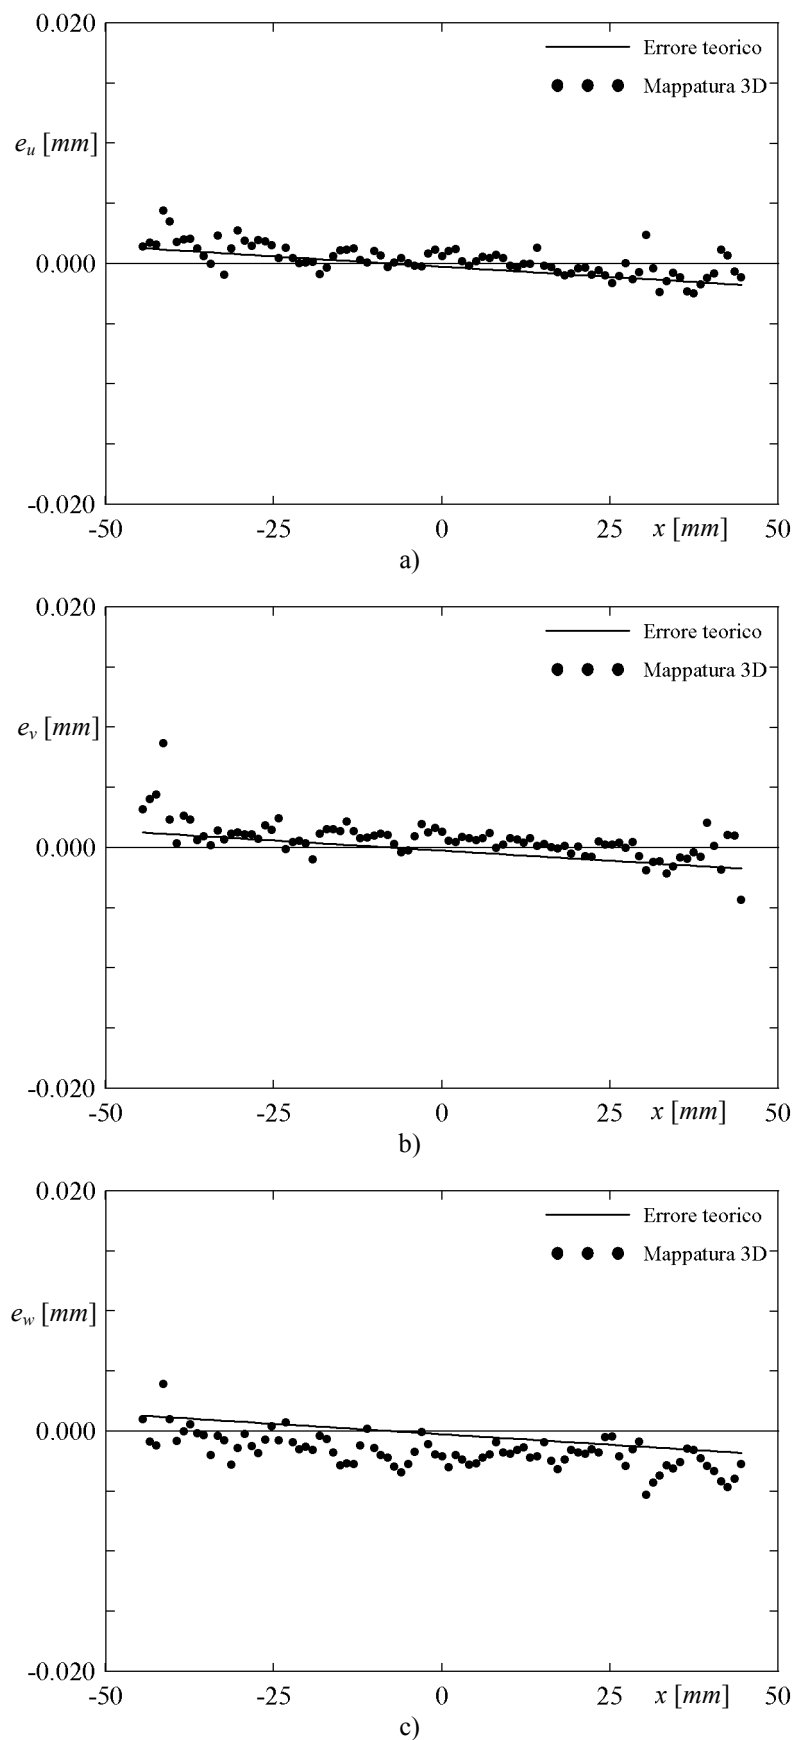 0.020
Errore teorico
Mappatura 3D
e_u [mm]
0.000
-0.020
-50 -25 0 25 x [mm] 50
a)
0.020
Errore teorico
Mappatura 3D
e_v [mm]
0.000
-0.020
-50 -25 0 25 x [mm] 50
b)
0.020
Errore teorico
Mappatura 3D
e_w [mm]
0.000
-0.020
-50 -25 0 25 x [mm] 50
c)